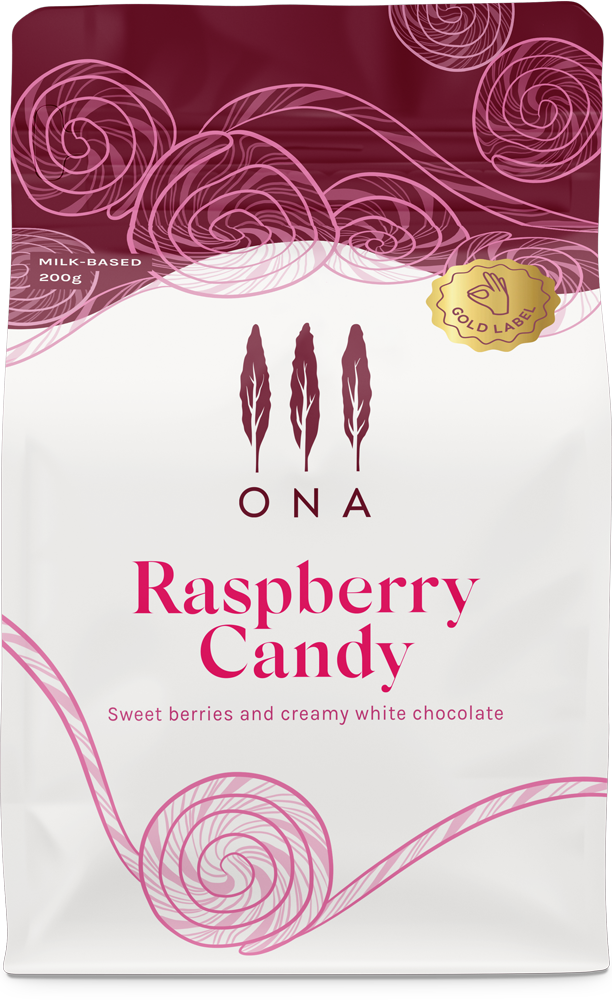 MILK-BASED
200g
GOLD LABEL
ONA
Raspberry
Candy
Sweet berries and creamy white chocolate